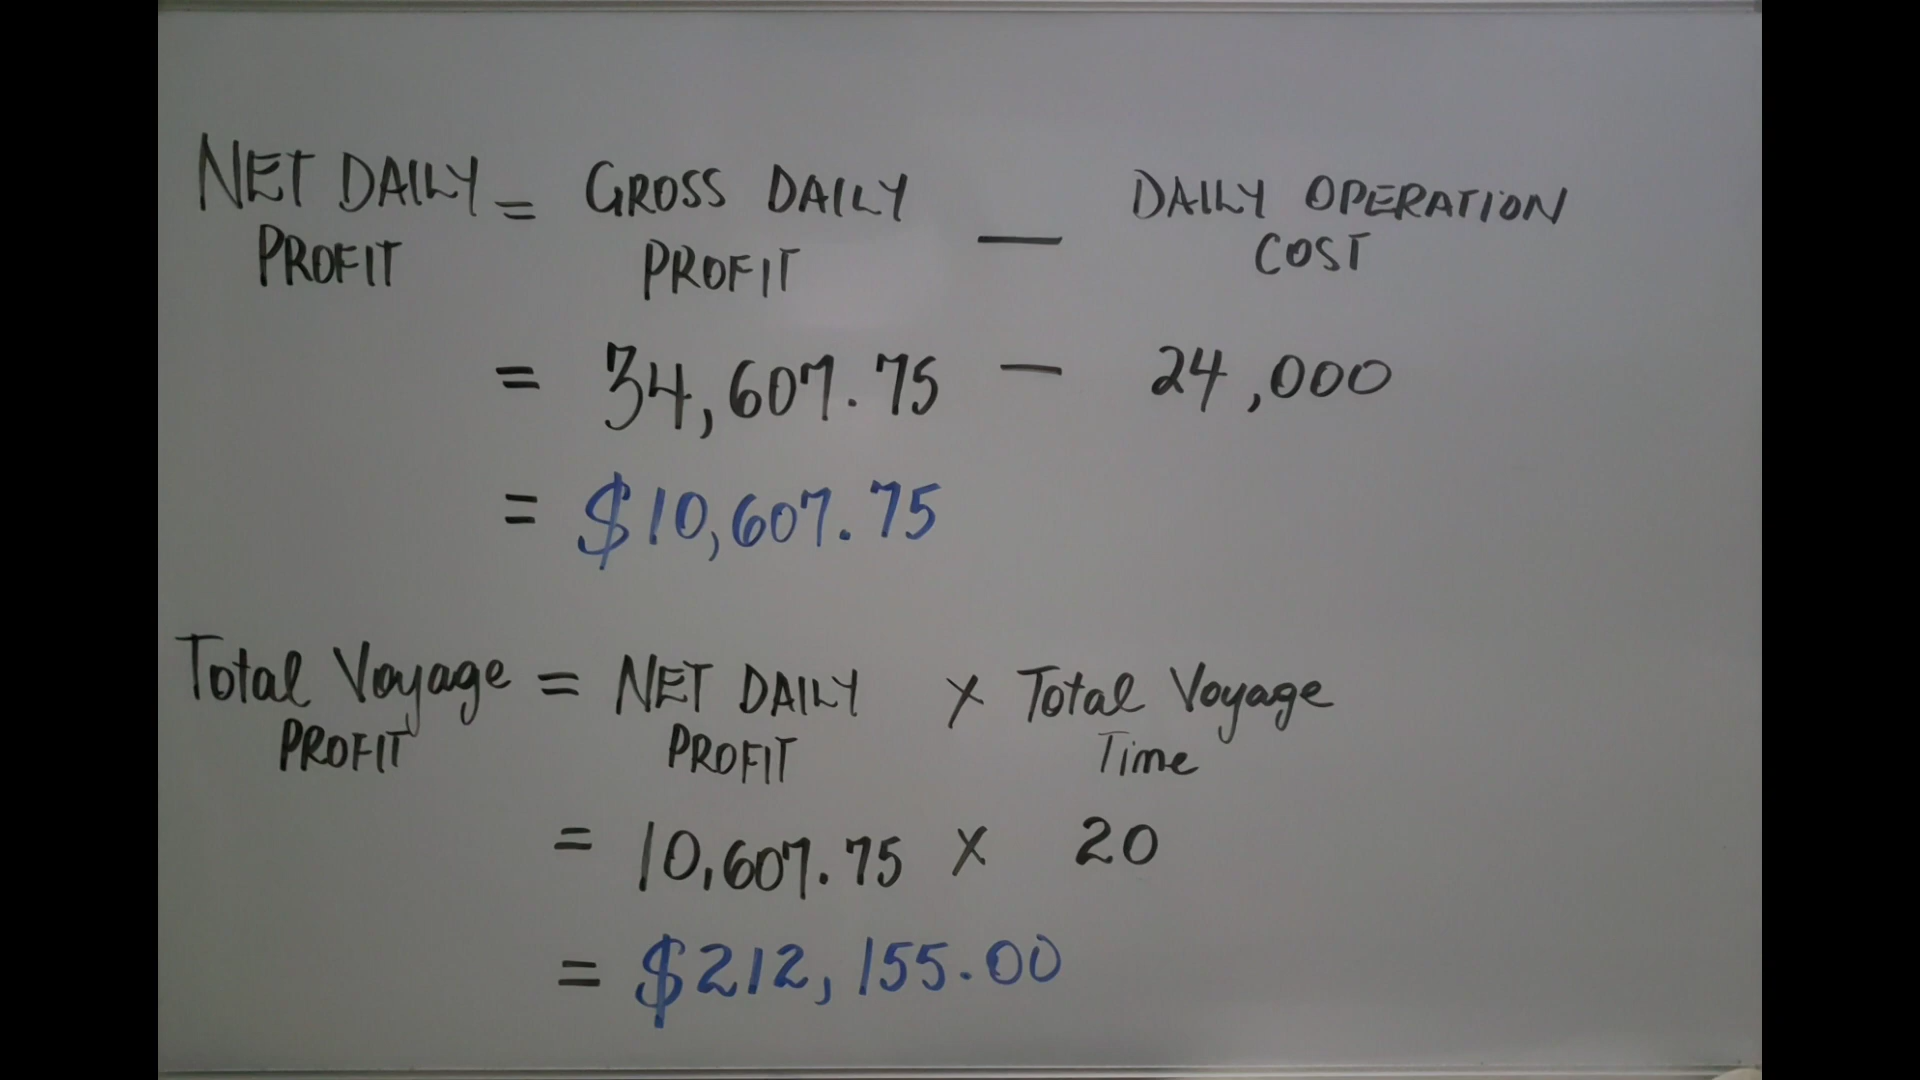 NET DAILY = GROSS DAILY — DAILY OPERATION
PROFIT PROFIT COST
= 34,607.75 — 24,000
= $10,607.75
Total Voyage = NET DAILY x Total Voyage
PROFIT PROFIT Time
= 10,607.75 x 20
= $212,155.00